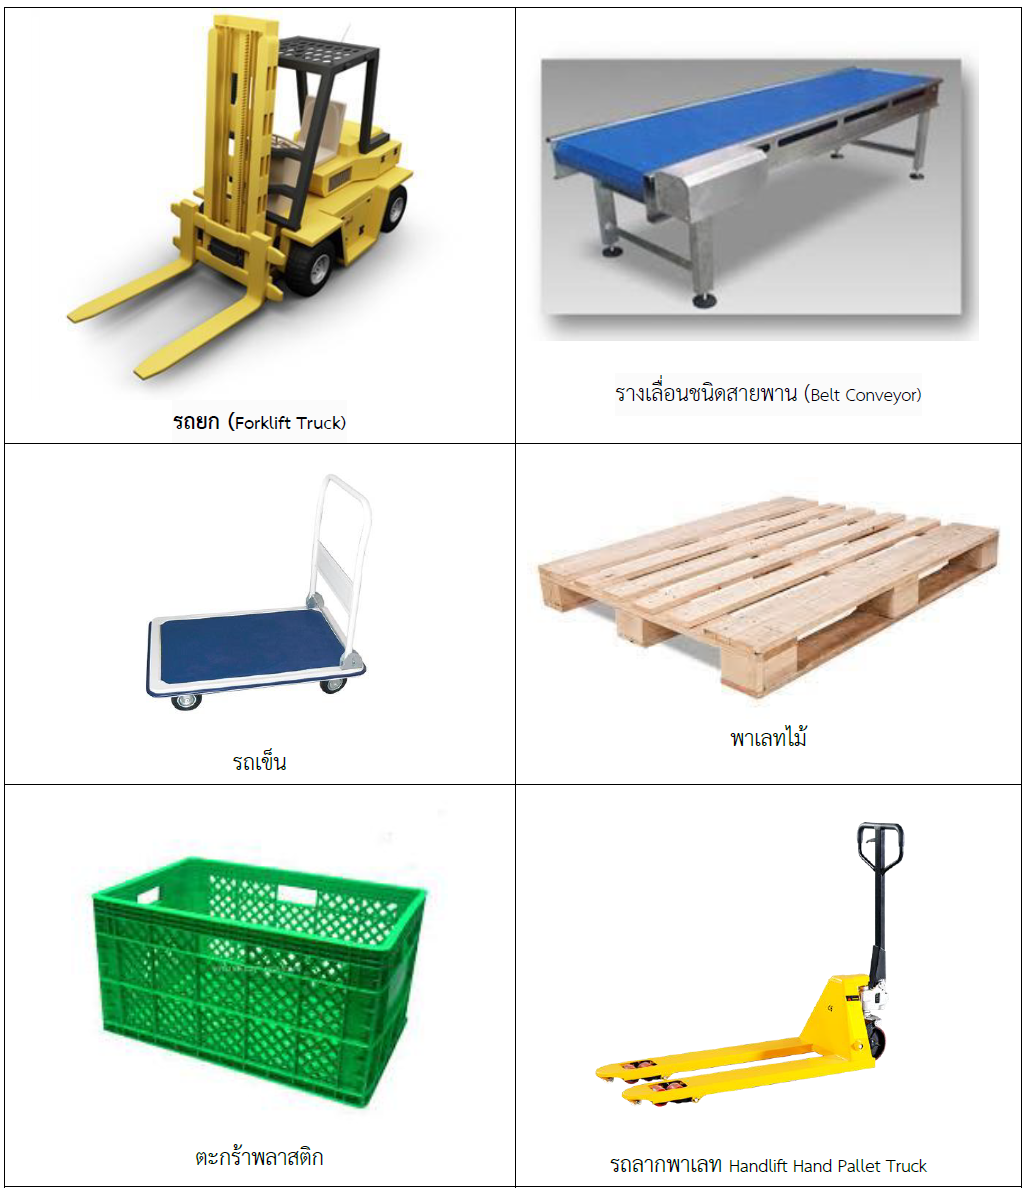 รถยก (Forklift Truck)
รางเลื่อนชนิดสายพาน (Belt Conveyor)
รถเข็น
พาเลทไม้
ตะกร้าพลาสติก
รถลากพาเลท Handlift Hand Pallet Truck